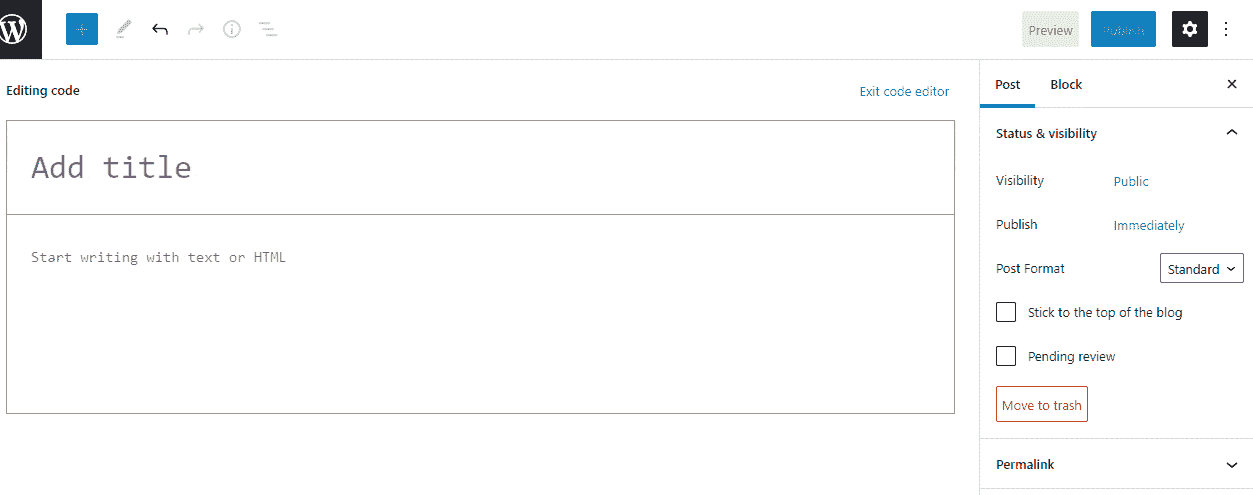 Preview
Publish
Editing code
Exit code editor
Add title
Start writing with text or HTML
Post
Block
Status & visibility
Visibility
Public
Publish
Immediately
Post Format
Standard
Stick to the top of the blog
Pending review
Move to trash
Permalink